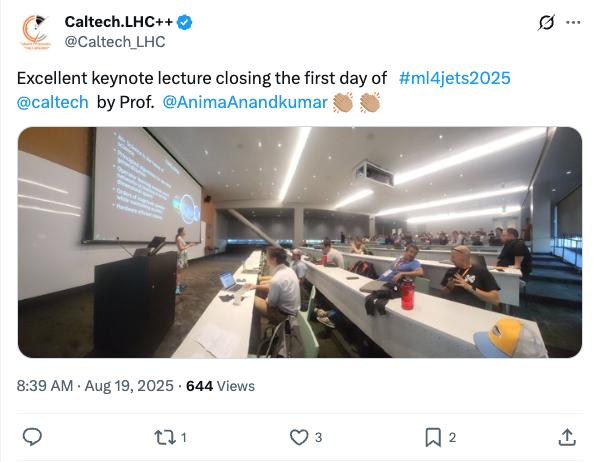 Caltech.LHC++
@Caltech_LHC
Excellent keynote lecture closing the first day of #ml4jets2025
@caltech by Prof. @AnimaAnandkumar 👏🏼 👏🏼
8:39 AM · Aug 19, 2025 · 644 Views
1
3
2